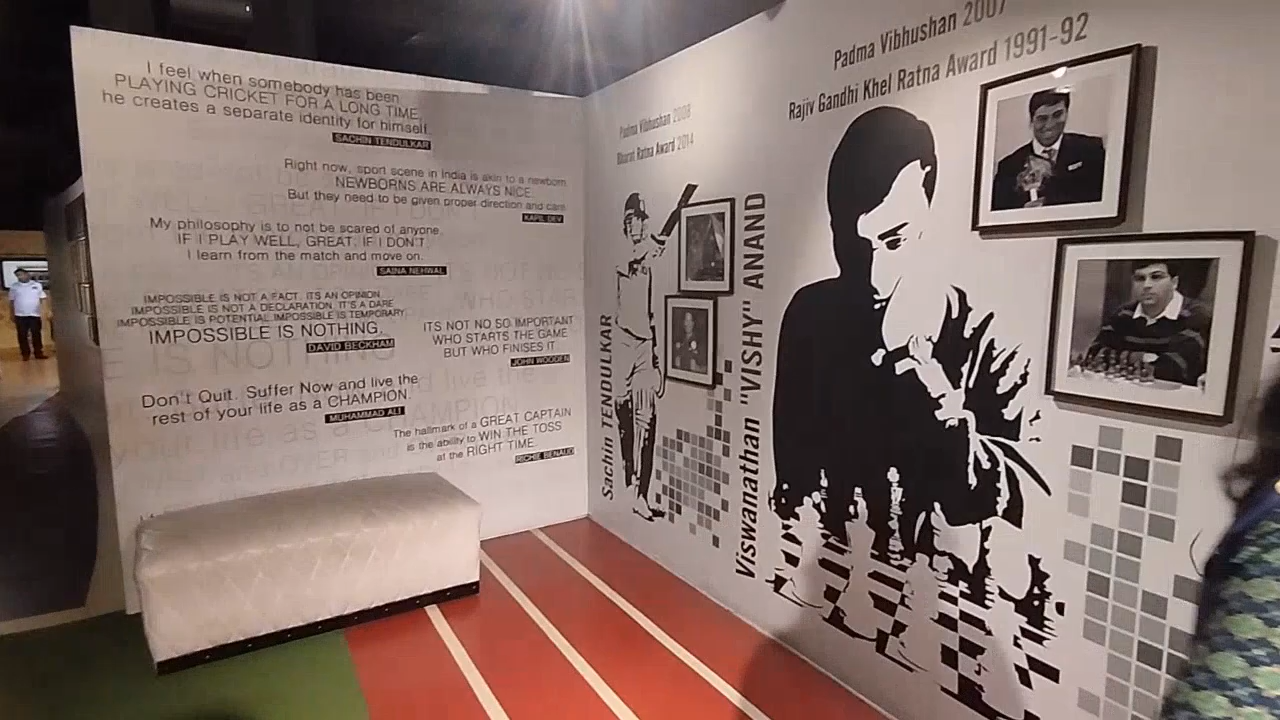 I feel when somebody has been
PLAYING CRICKET FOR A LONG TIME,
he creates a separate identity for himself.
SACHIN TENDULKAR
Right now, sport scene in India is akin to a newborn
NEWBORNS ARE ALWAYS NICE.
But they need to be given proper direction and care
KAPIL DEV
My philosophy is to not be scared of anyone.
IF I PLAY WELL, GREAT; IF I DON'T,
I learn from the match and move on.
SAINA NEHWAL
IMPOSSIBLE IS NOT A FACT. ITS AN OPINION.
IMPOSSIBLE IS NOT A DECLARATION. IT'S A DARE
IMPOSSIBLE IS POTENTIAL. IMPOSSIBLE IS TEMPORARY
IMPOSSIBLE IS NOTHING.
DAVID BECKHAM
ITS NOT NO SO IMPORTANT
WHO STARTS THE GAME
BUT WHO FINISES IT
JOHN WOODEN
Don't Quit. Suffer Now and live the
rest of your life as a CHAMPION.
MUHAMMAD ALI
The hallmark of a GREAT CAPTAIN
is the ability to WIN THE TOSS
at the RIGHT TIME.
RICHIE BENAUD
Padma Vibhushan 2008
Bharat Ratna Award 2014
Sachin TENDULKAR
Padma Vibhushan 2007
Rajiv Gandhi Khel Ratna Award 1991-92
Viswanathan "VISHY" ANAND